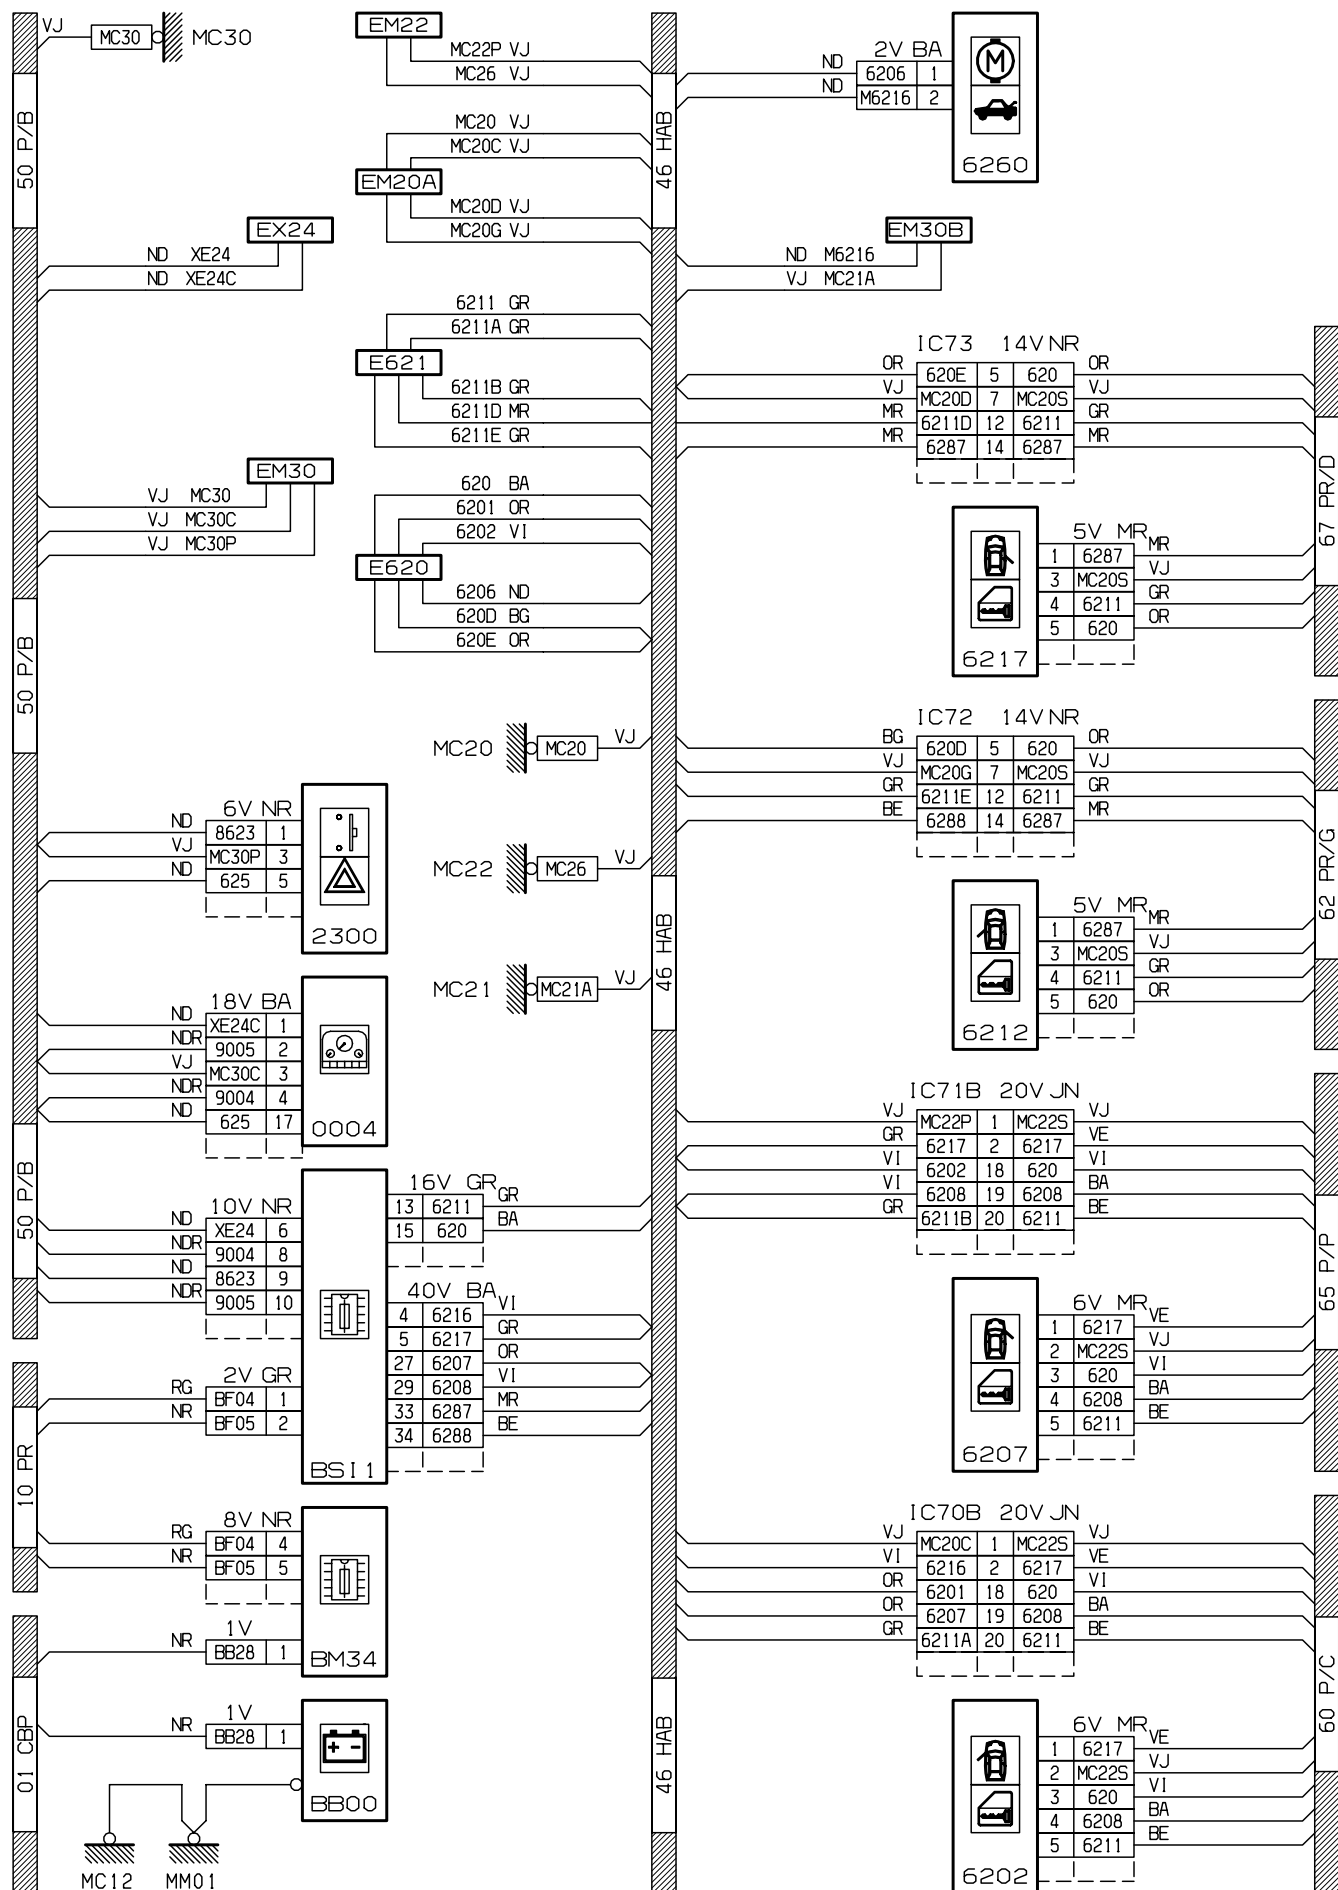 VJ MC30 MC30
50 P/B
EX24
ND XE24
ND XE24C
EM30
VJ MC30
VJ MC30C
VJ MC30P
50 P/B
6V NR
ND 8623 1
VJ MC30P 3
ND 625 5
2300
18V BA
ND XE24C 1
NDR 9005 2
VJ MC30C 3
NDR 9004 4
ND 625 17
0004
50 P/B
10V NR
ND XE24 6
NDR 9004 8
ND 8623 9
NDR 9005 10
2V GR
RG BF04 1
NR BF05 2
BSI1
10 PR
8V NR
RG BF04 4
NR BF05 5
1V
NR BB28 1
BM34
01 CBP
1V
NR BB28 1
BB00
MC12 MM01
EM22
MC22P VJ
MC26 VJ
MC20 VJ
MC20C VJ
EM20A
MC20D VJ
MC20G VJ
6211 GR
6211A GR
E621
6211B GR
6211D MR
6211E GR
620 BA
6201 OR
6202 VI
E620
6206 ND
620D BG
620E OR
MC20 MC20 VJ
MC22 MC26 VJ
MC21 MC21A VJ
16V GR
13 6211 GR
15 620 BA
40V BA
4 6216 VI
5 6217 GR
27 6207 OR
29 6208 VI
33 6287 MR
34 6288 BE
46 HAB
46 HAB
46 HAB
2V BA
ND 6206 1
ND M6216 2
6260
EM30B
ND M6216
VJ MC21A
IC73 14V NR
OR 620E 5 620 OR
VJ MC20D 7 MC20S VJ
MR 6211D 12 6211 GR
MR 6287 14 6287 MR
67 PR/D
5V MR
1 6287 MR
3 MC20S VJ
4 6211 GR
5 620 OR
6217
IC72 14V NR
BG 620D 5 620 OR
VJ MC20G 7 MC20S VJ
GR 6211E 12 6211 GR
BE 6288 14 6287 MR
62 PR/G
5V MR
1 6287 MR
3 MC20S VJ
4 6211 GR
5 620 OR
6212
IC71B 20V JN
VJ MC22P 1 MC22S VJ
GR 6217 2 6217 VE
VI 6202 18 620 VI
VI 6208 19 6208 BA
GR 6211B 20 6211 BE
65 P/P
6V MR
1 6217 VE
2 MC22S VJ
3 620 VI
4 6208 BA
5 6211 BE
6207
IC70B 20V JN
VJ MC20C 1 MC22S VJ
VI 6216 2 6217 VE
OR 6201 18 620 VI
OR 6207 19 6208 BA
GR 6211A 20 6211 BE
60 P/C
6V MR
1 6217 VE
2 MC22S VJ
3 620 VI
4 6208 BA
5 6211 BE
6202